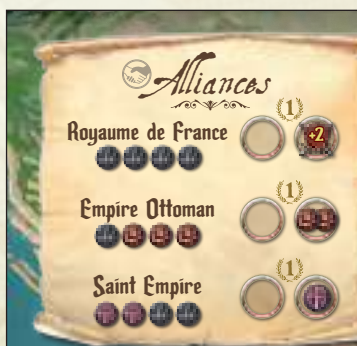 Alliances
1
Royaume de France
+2
1
Empire Ottoman
1
Saint Empire